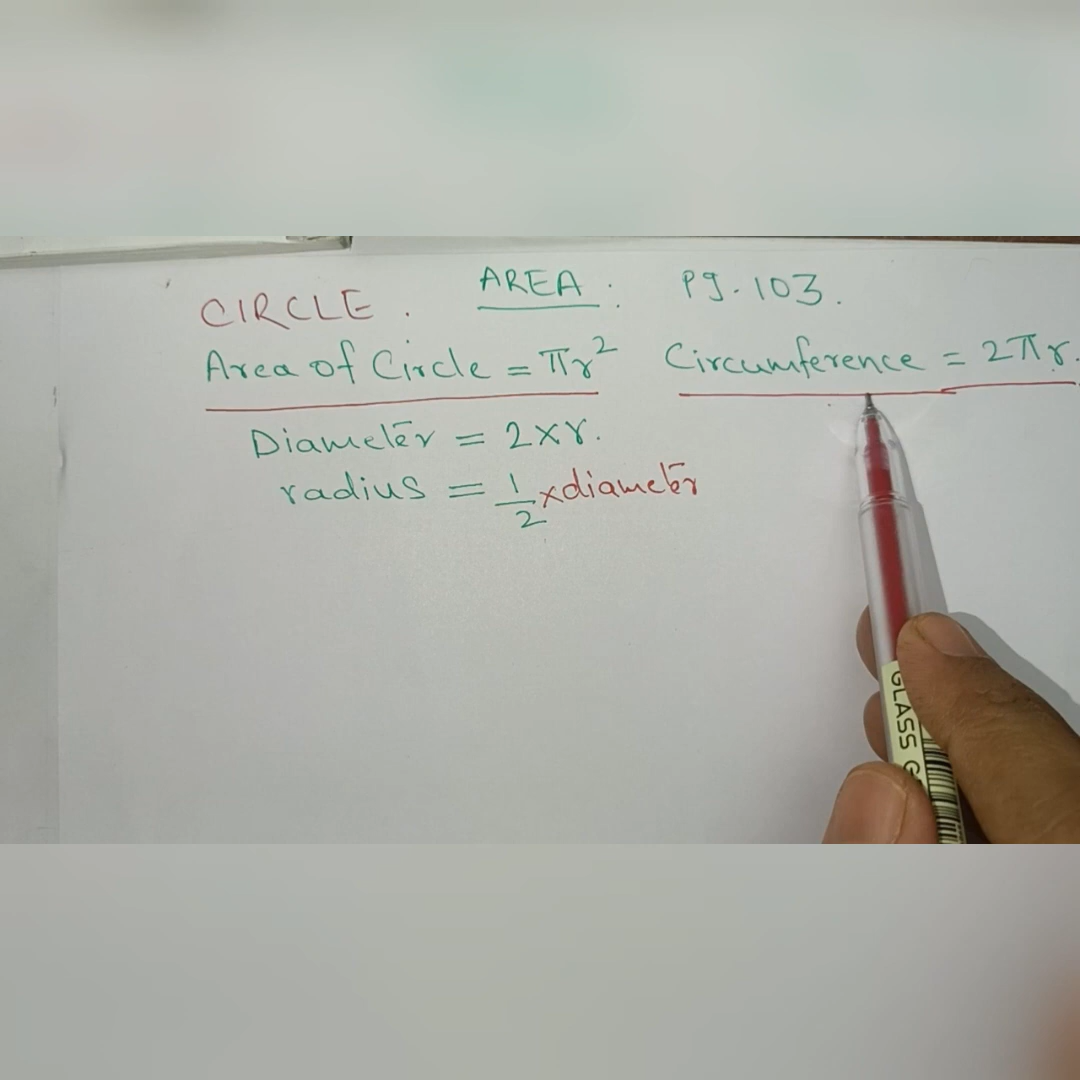 CIRCLE. AREA: Pg. 103.
Area of Circle = πr² Circumference = 2πr.
Diameter = 2×r.
radius = 1/2 × diameter
GLASS G